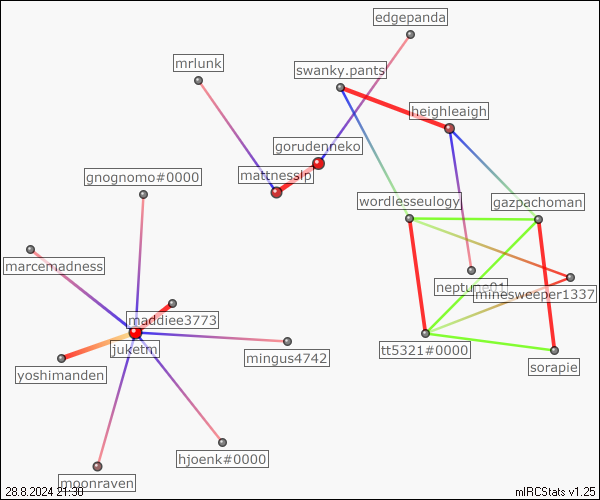 edgepanda
mrlunk
swanky.pants
heighleaigh
gorudenneko
mattnesslp
gnognomo#0000
wordlesseulogy
gazpachoman
marcemadness
neptune01
minesweeper1337
maddiee3773
juketm
mingus4742
tt5321#0000
sorapie
yoshimanden
hjoenk#0000
moonraven
28.8.2024 21:30
mIRCStats v1.25